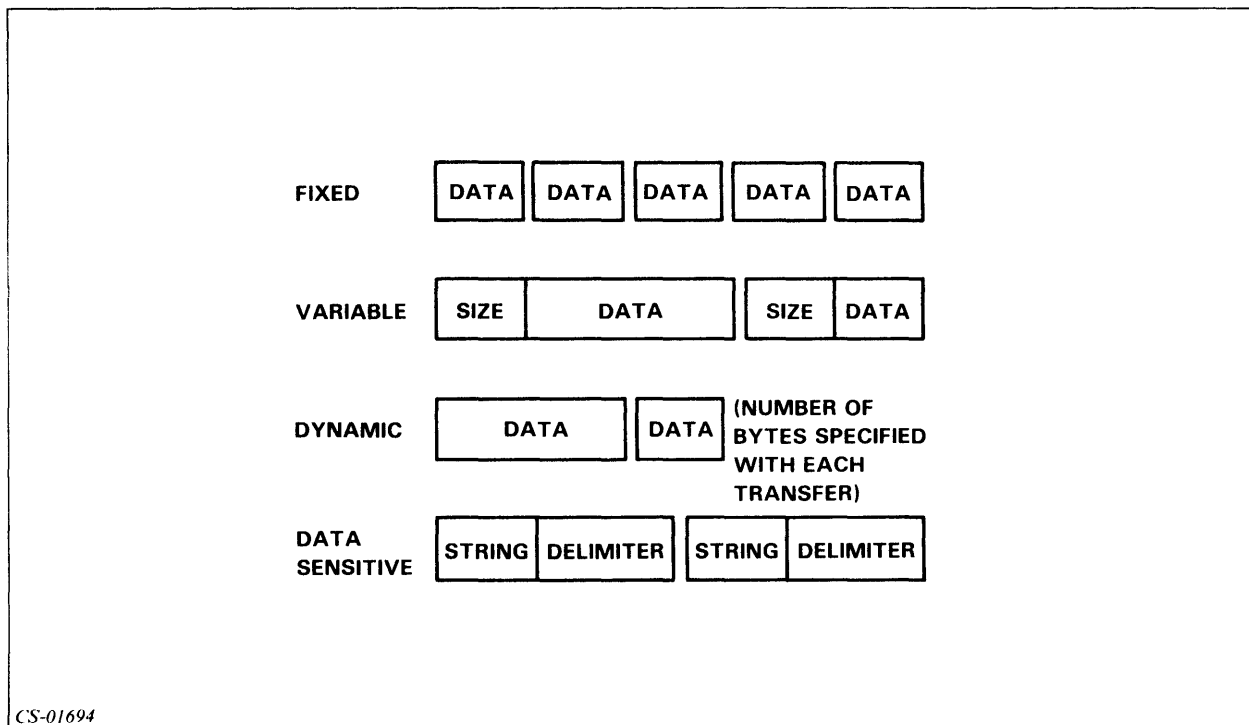 FIXED DATA DATA DATA DATA DATA
VARIABLE SIZE DATA SIZE DATA
DYNAMIC DATA DATA (NUMBER OF
BYTES SPECIFIED
WITH EACH
TRANSFER)
DATA
SENSITIVE STRING DELIMITER STRING DELIMITER
CS-01694